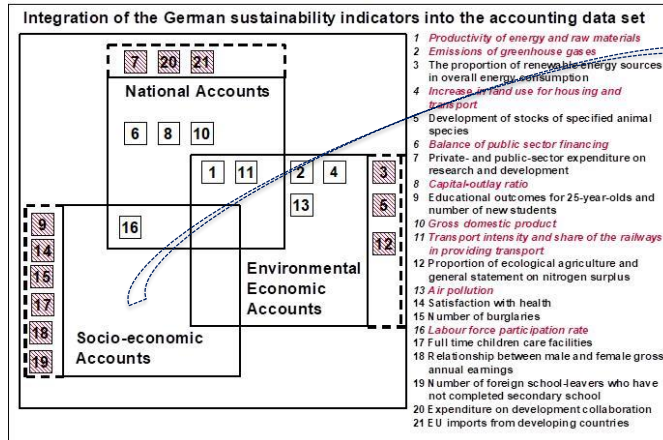 Integration of the German sustainability indicators into the accounting data set
7 20 21
National Accounts
6 8 10
1 11 2 4 3
13 5
9 16 12
14
15
17
18
19
Environmental
Economic
Accounts
Socio-economic
Accounts
1 Productivity of energy and raw materials
2 Emissions of greenhouse gases
3 The proportion of renewable energy sources
in overall energy consumption
4 Increase in land use for housing and
transport
5 Development of stocks of specified animal
species
6 Balance of public sector financing
7 Private- and public-sector expenditure on
research and development
8 Capital-outlay ratio
9 Educational outcomes for 25-year-olds and
number of new students
10 Gross domestic product
11 Transport intensity and share of the railways
in providing transport
12 Proportion of ecological agriculture and
general statement on nitrogen surplus
13 Air pollution
14 Satisfaction with health
15 Number of burglaries
16 Labour force participation rate
17 Full time children care facilities
18 Relationship between male and female gross
annual earnings
19 Number of foreign school-leavers who have
not completed secondary school
20 Expenditure on development collaboration
21 EU imports from developing countries